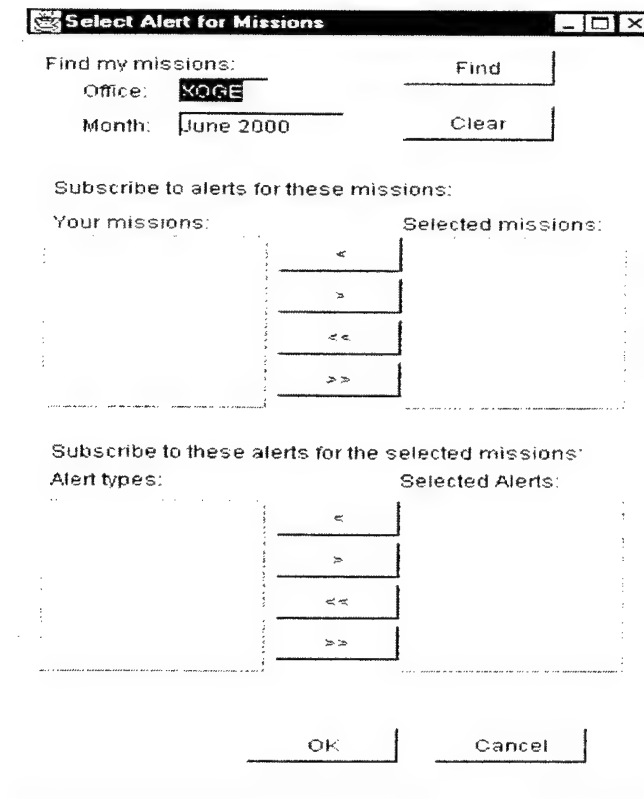 Select Alert for Missions
Find my missions:
Find
Office: XOGE
Month: June 2000
Clear
Subscribe to alerts for these missions:
Your missions:
Selected missions:
<
>
<<
>>
Subscribe to these alerts for the selected missions:
Alert types:
Selected Alerts:
<
>
<<
>>
OK
Cancel